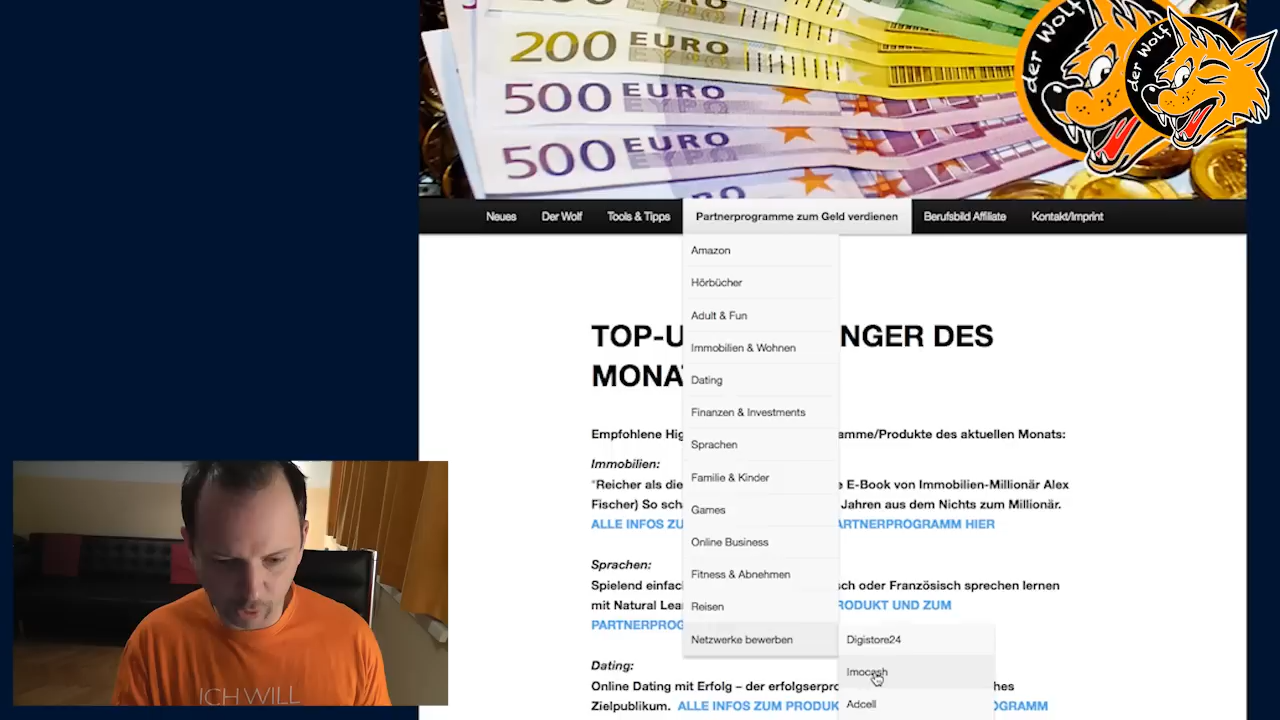 500
200 EURO
500 EURO
500 EURO
der Wolf
der Wolf
Neues Der Wolf Tools & Tipps Partnerprogramme zum Geld verdienen Berufsbild Affiliate Kontakt/Imprint
Amazon
Hörbücher
Adult & Fun
Immobilien & Wohnen
Dating
Finanzen & Investments
Sprachen
Familie & Kinder
Games
Online Business
Fitness & Abnehmen
Reisen
Netzwerke bewerben
Digistore24
Imocash
Adcell
TOP-U NGER DES
MONA
Empfohlene Hig amme/Produkte des aktuellen Monats:
Immobilien:
"Reicher als die e E-Book von Immobilien-Millionär Alex
Fischer) So sch Jahren aus dem Nichts zum Millionär.
ALLE INFOS ZU ARTNERPROGRAMM HIER
Sprachen:
Spielend einfac sch oder Französisch sprechen lernen
mit Natural Lea RODUKT UND ZUM
PARTNERPROG
Dating:
Online Dating mit Erfolg – der erfolgserpro ches
Zielpublikum. ALLE INFOS ZUM PRODUK OGRAMM
ICH WILL